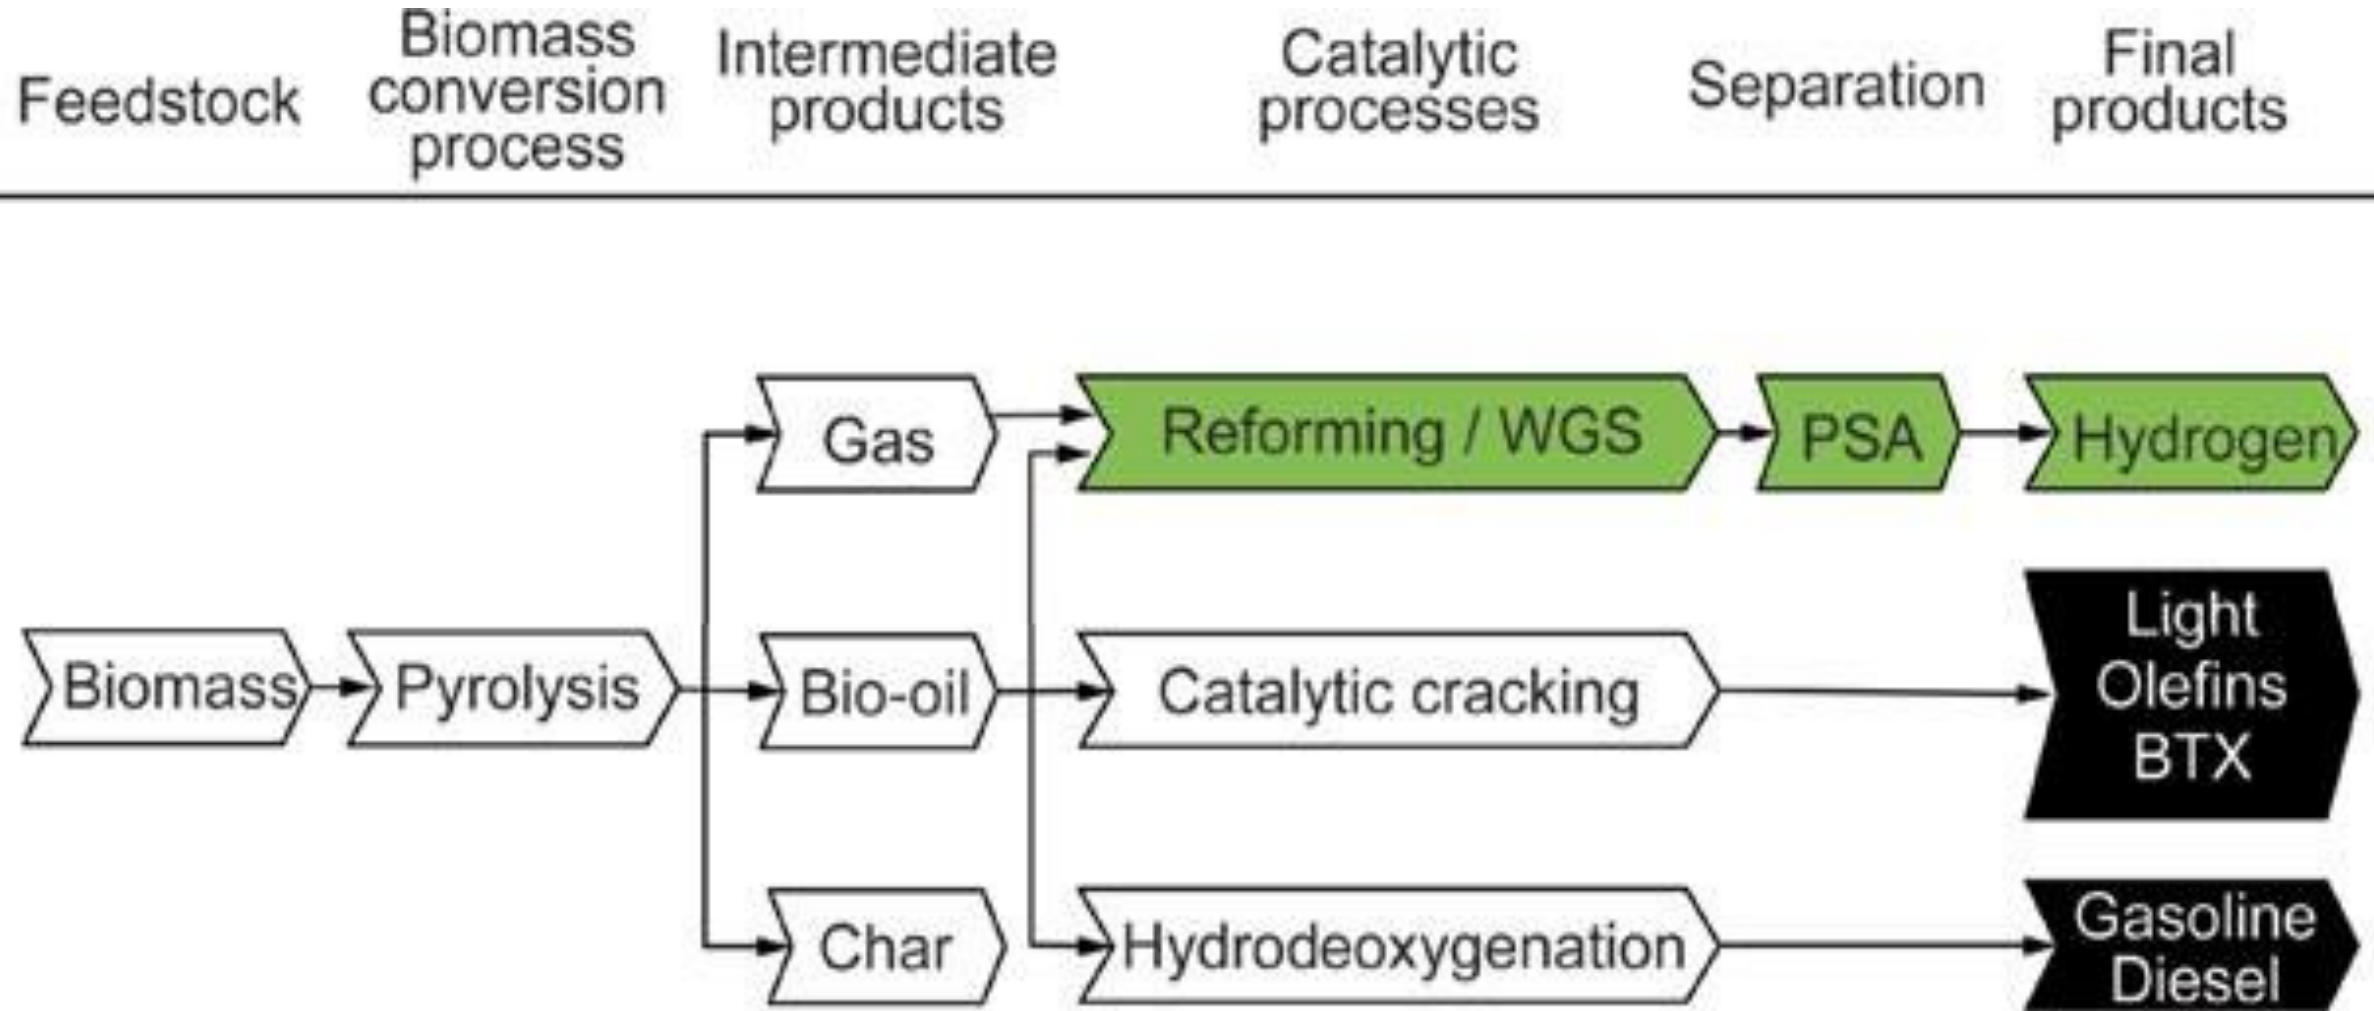 Feedstock
Biomass
conversion
process
Intermediate
products
Catalytic
processes
Separation
Final
products
Gas
Reforming / WGS
PSA
Hydrogen
Biomass
Pyrolysis
Bio-oil
Catalytic cracking
Light
Olefins
BTX
Char
Hydrodeoxygenation
Gasoline
Diesel